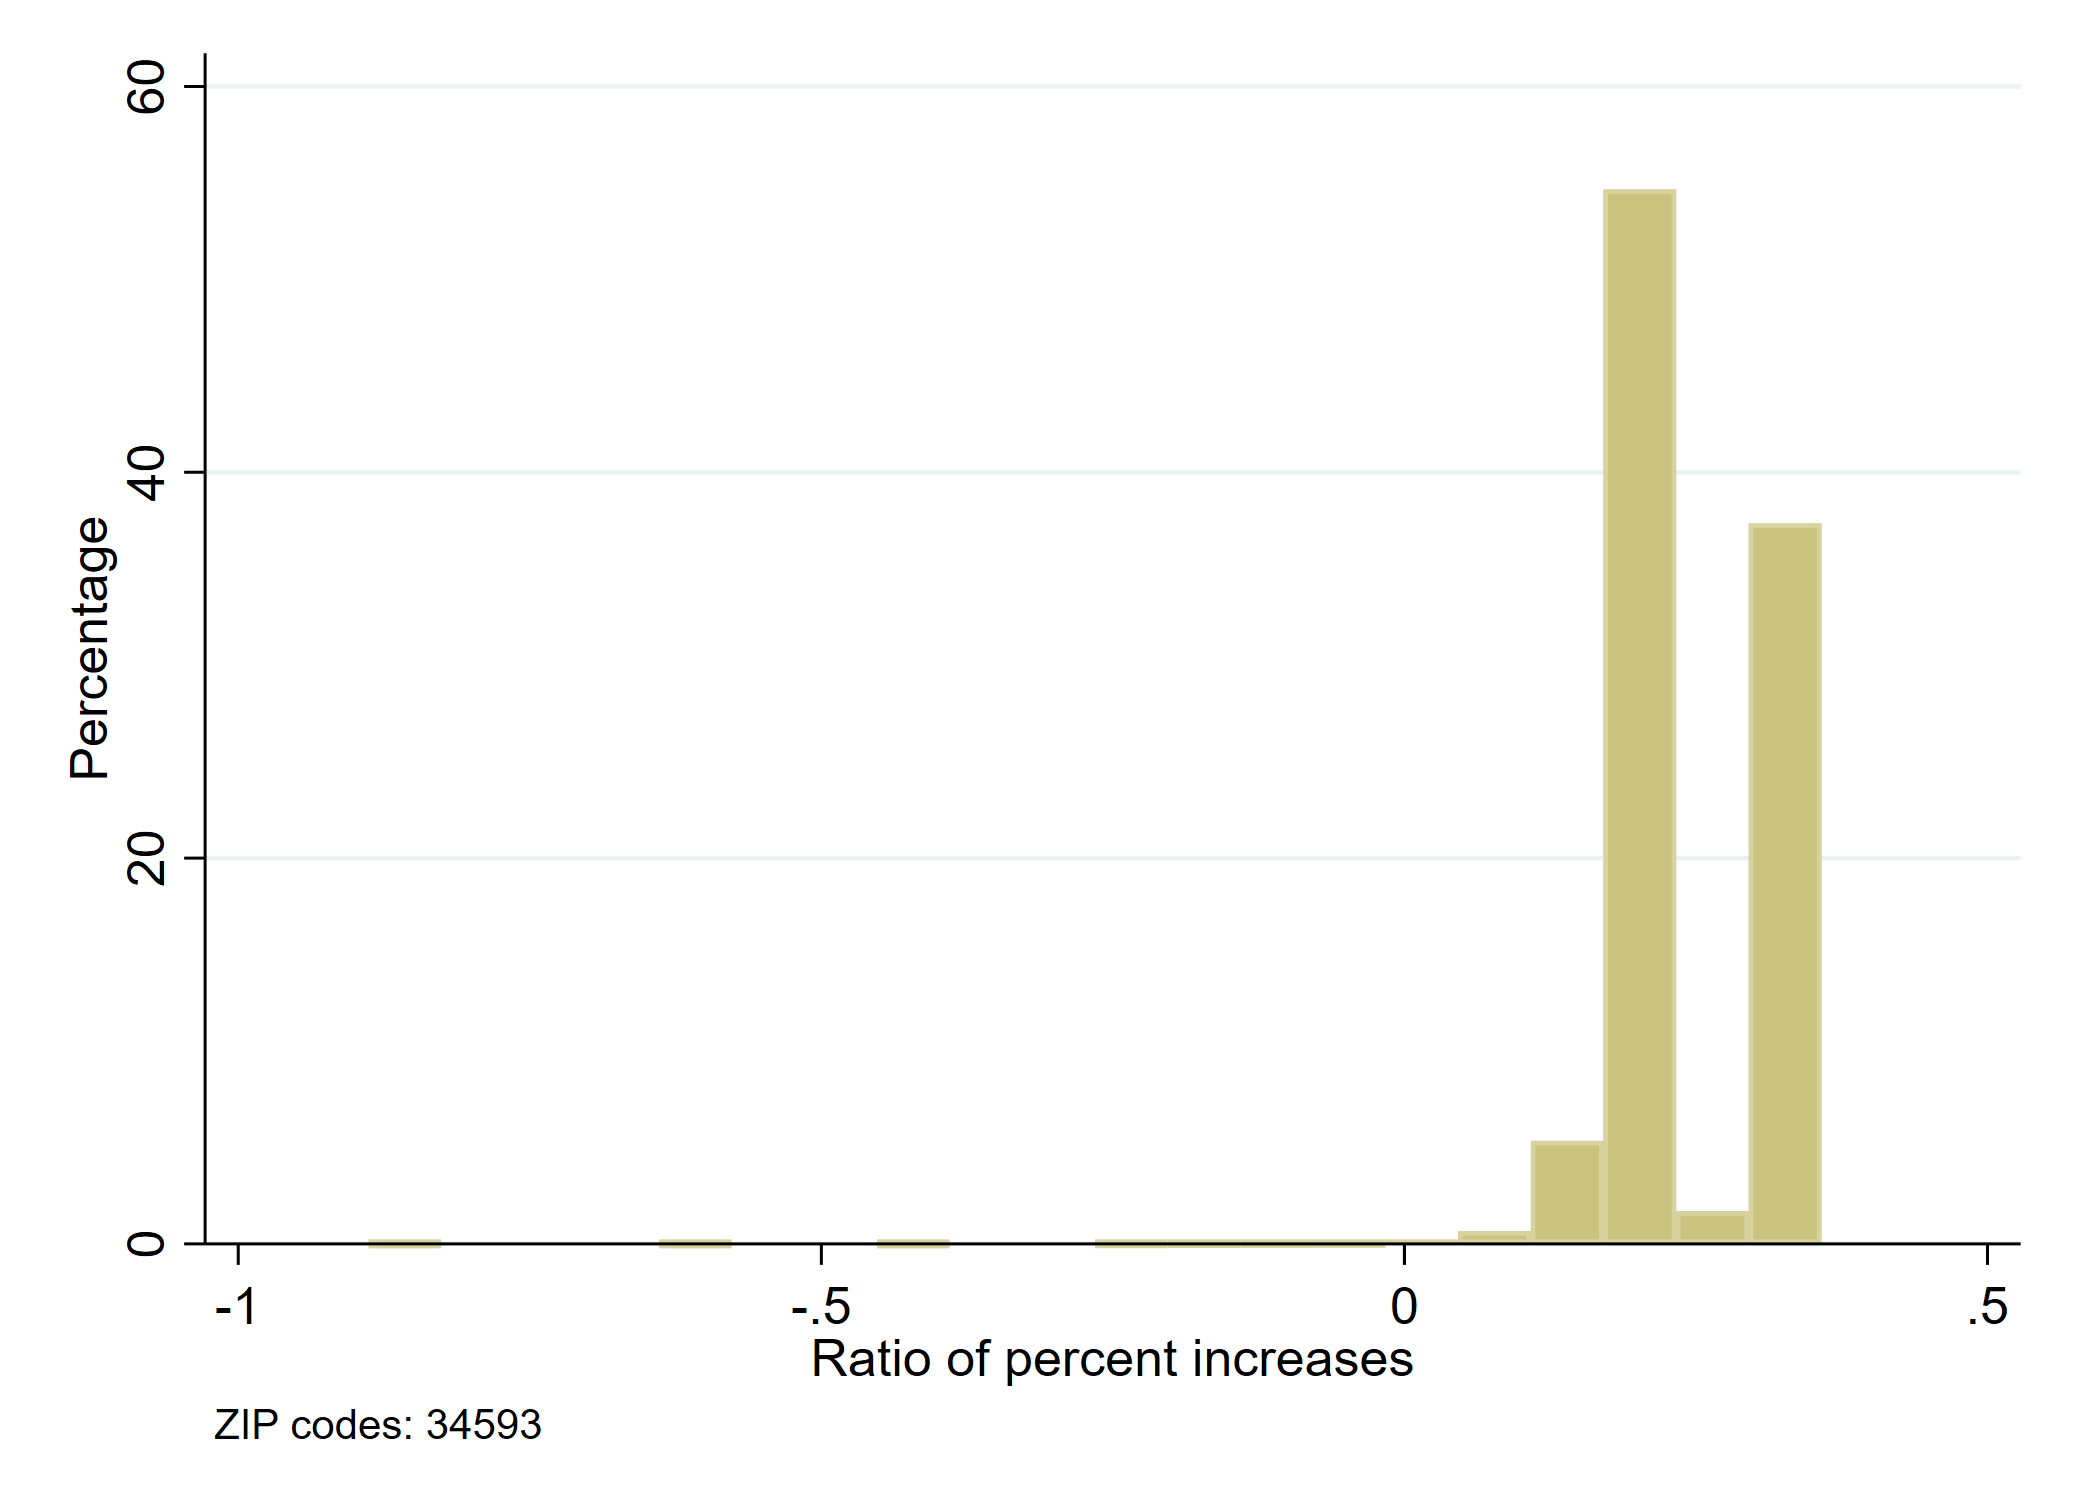 60
40
20
0
Percentage
-1 -.5 0 .5
Ratio of percent increases
ZIP codes: 34593